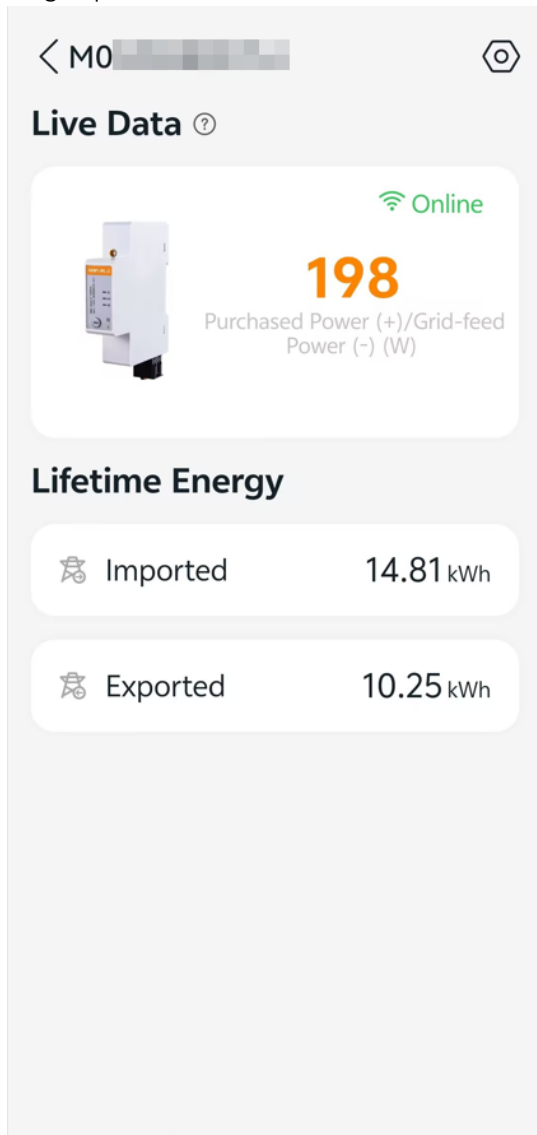 M0
Live Data
Online
198
Purchased Power (+)/Grid-feed
Power (-) (W)
Lifetime Energy
Imported 14.81 kWh
Exported 10.25 kWh